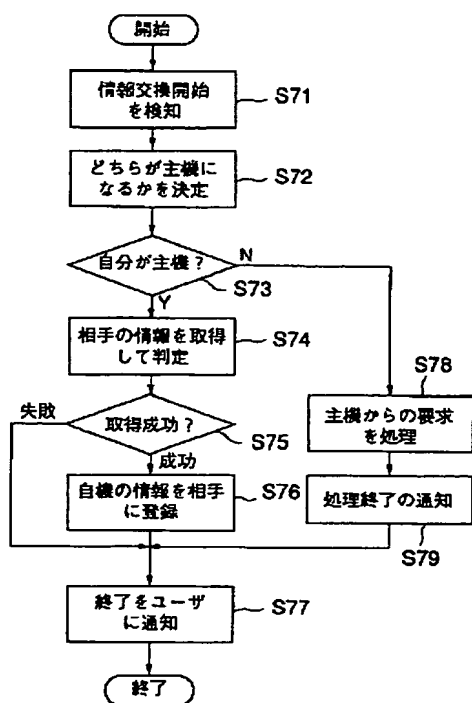 開始
情報交換開始
を検知
S71
どちらが主機に
なるかを決定
S72
自分が主機?
N
S73
Y
相手の情報を取得
して判定
S74
S78
主機からの要求
を処理
失敗
取得成功?
S75
成功
自機の情報を相手
に登録
S76
処理終了の通知
S79
終了をユーザ
に通知
S77
終了